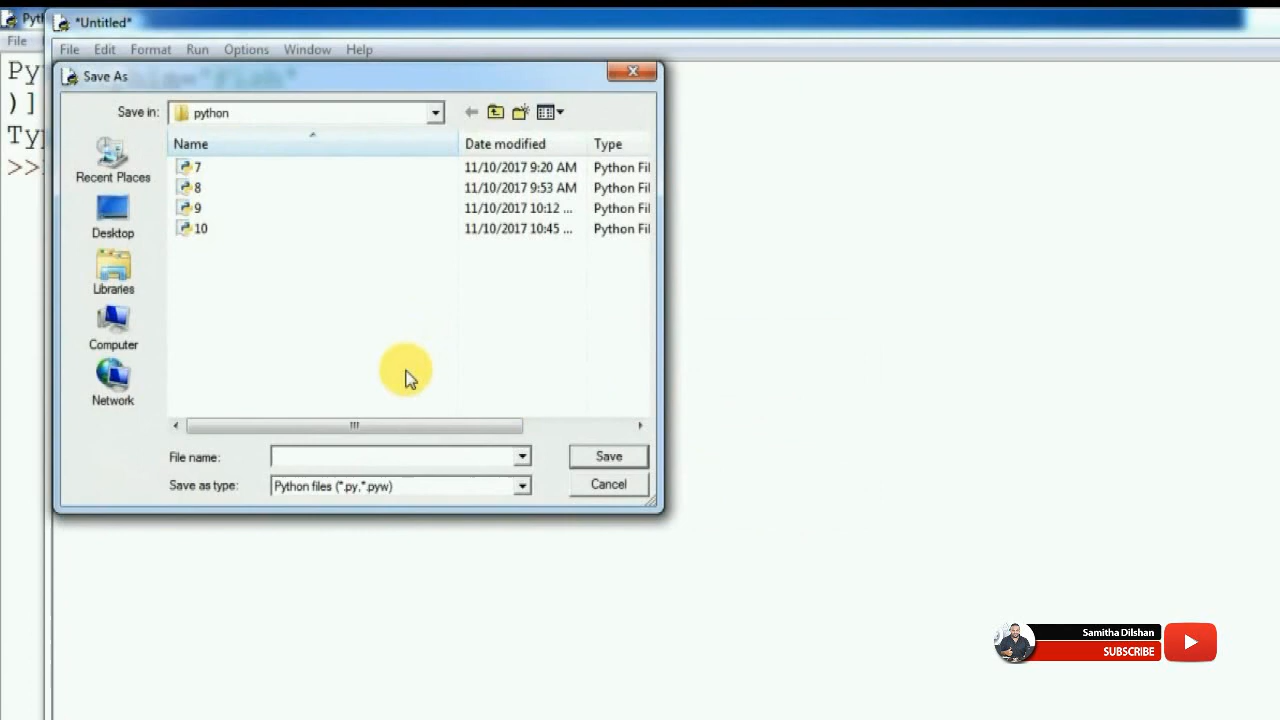 Pyt
*Untitled*
File
File Edit Format Run Options Window Help
Py
)]
Ty
>>
Save As
Save in: python
Name Date modified Type
7 11/10/2017 9:20 AM Python Fil
8 11/10/2017 9:53 AM Python Fil
9 11/10/2017 10:12 ... Python Fil
10 11/10/2017 10:45 ... Python Fil
Recent Places
Desktop
Libraries
Computer
Network
File name: Save
Save as type: Python files (*.py,*.pyw) Cancel
Samitha Dilshan
SUBSCRIBE